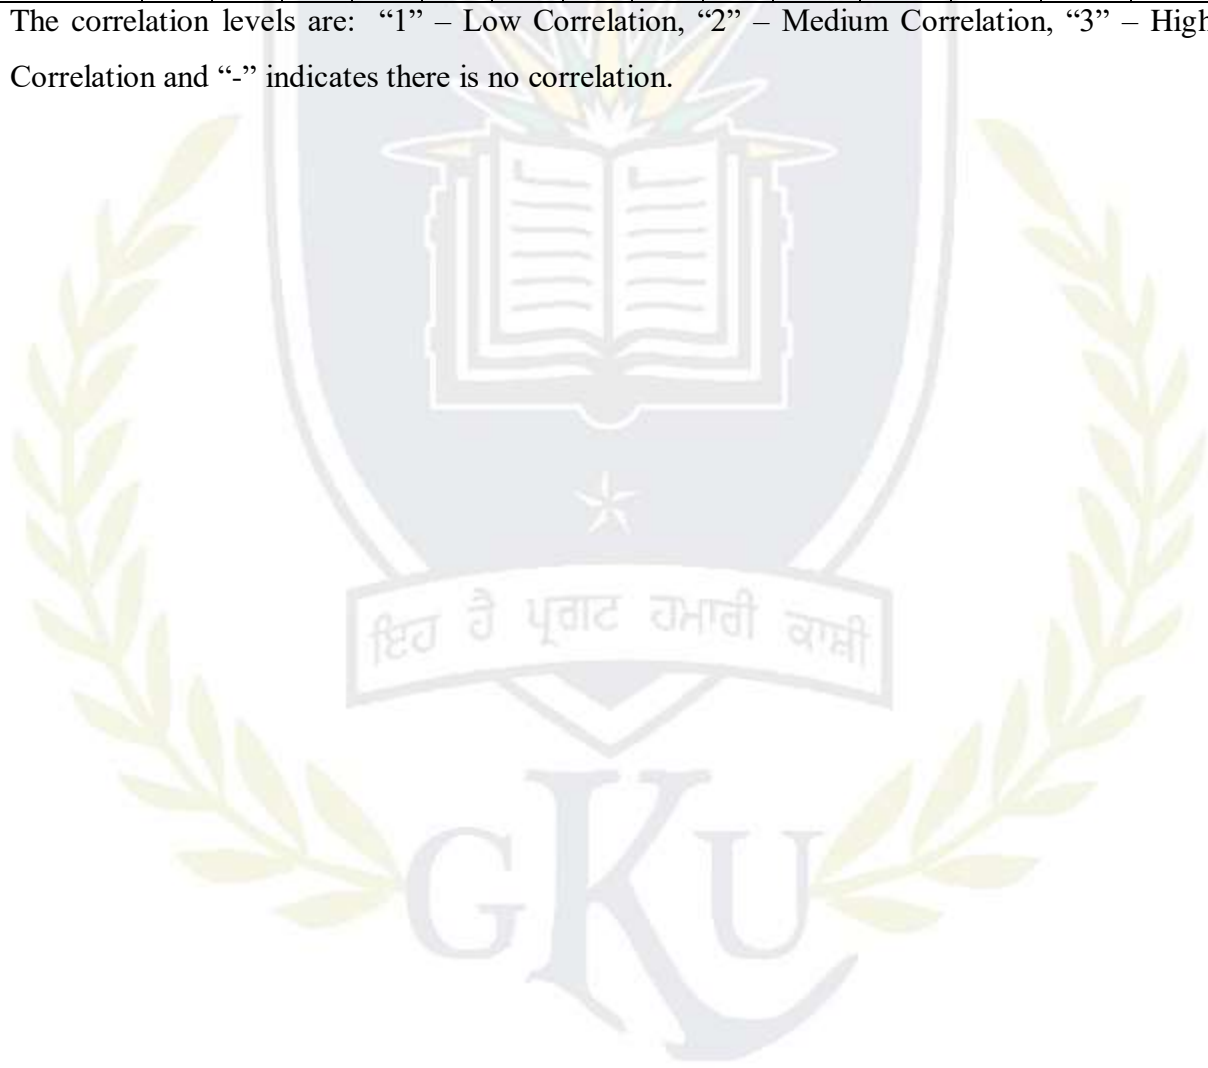 The correlation levels are: “1” – Low Correlation, “2” – Medium Correlation, “3” – High
Correlation and “-” indicates there is no correlation.
ਇਹ ਹੈ ਪ੍ਰਗਟ ਹਮਾਰੀ ਕਾਸ਼ੀ
GKU